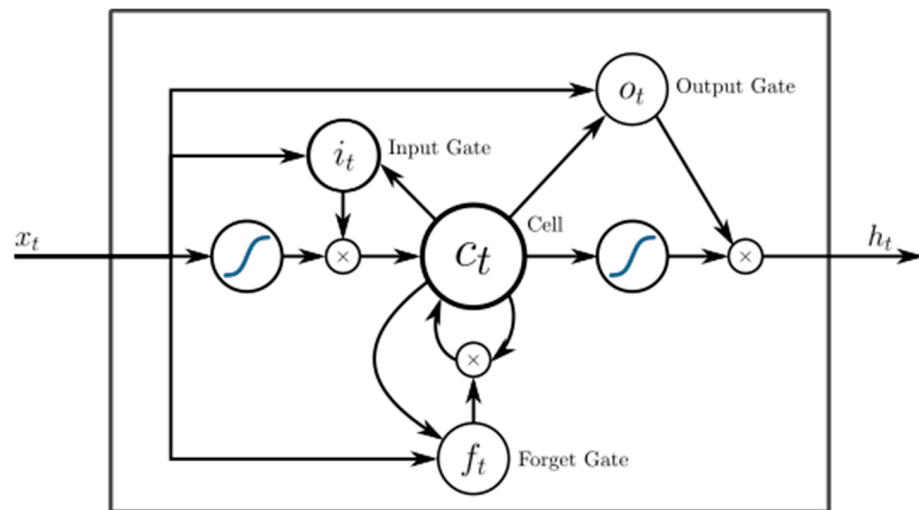 o_t Output Gate
i_t Input Gate
x_t
×
c_t Cell
×
h_t
×
f_t Forget Gate